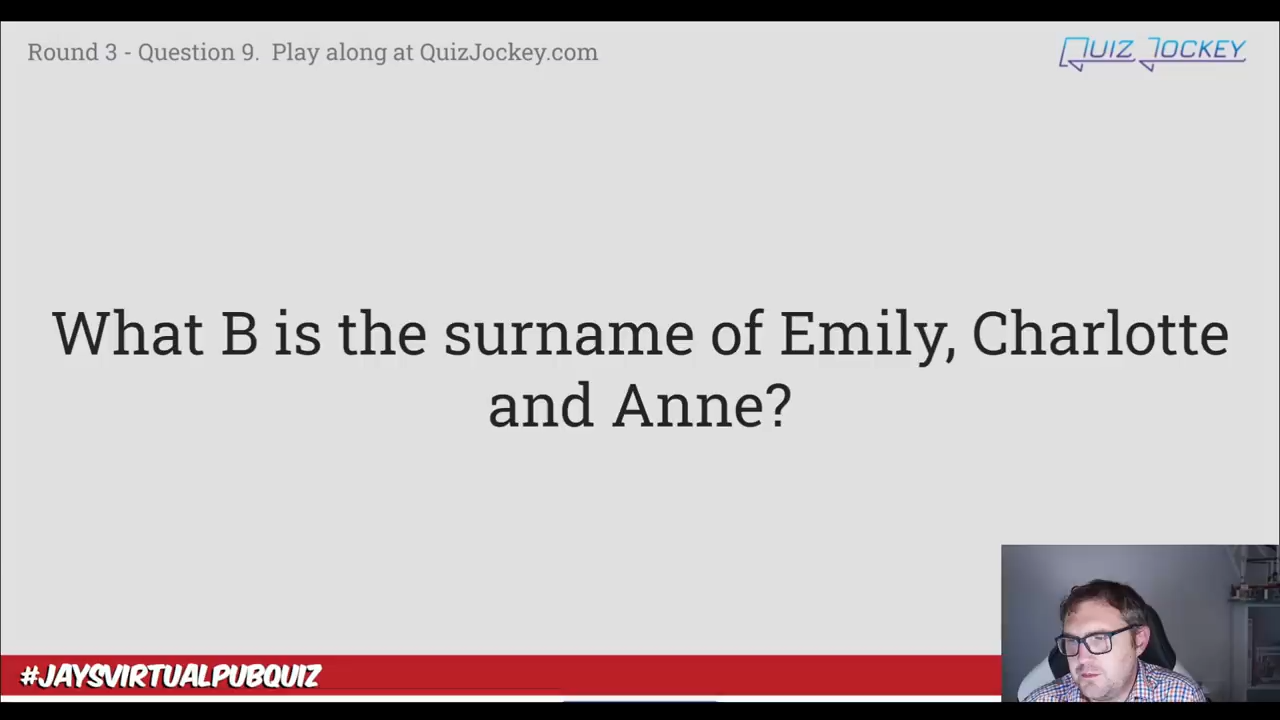 Round 3 - Question 9.  Play along at QuizJockey.com
QUIZ JOCKEY
What B is the surname of Emily, Charlotte
and Anne?
#JAYSVIRTUALPUBQUIZ